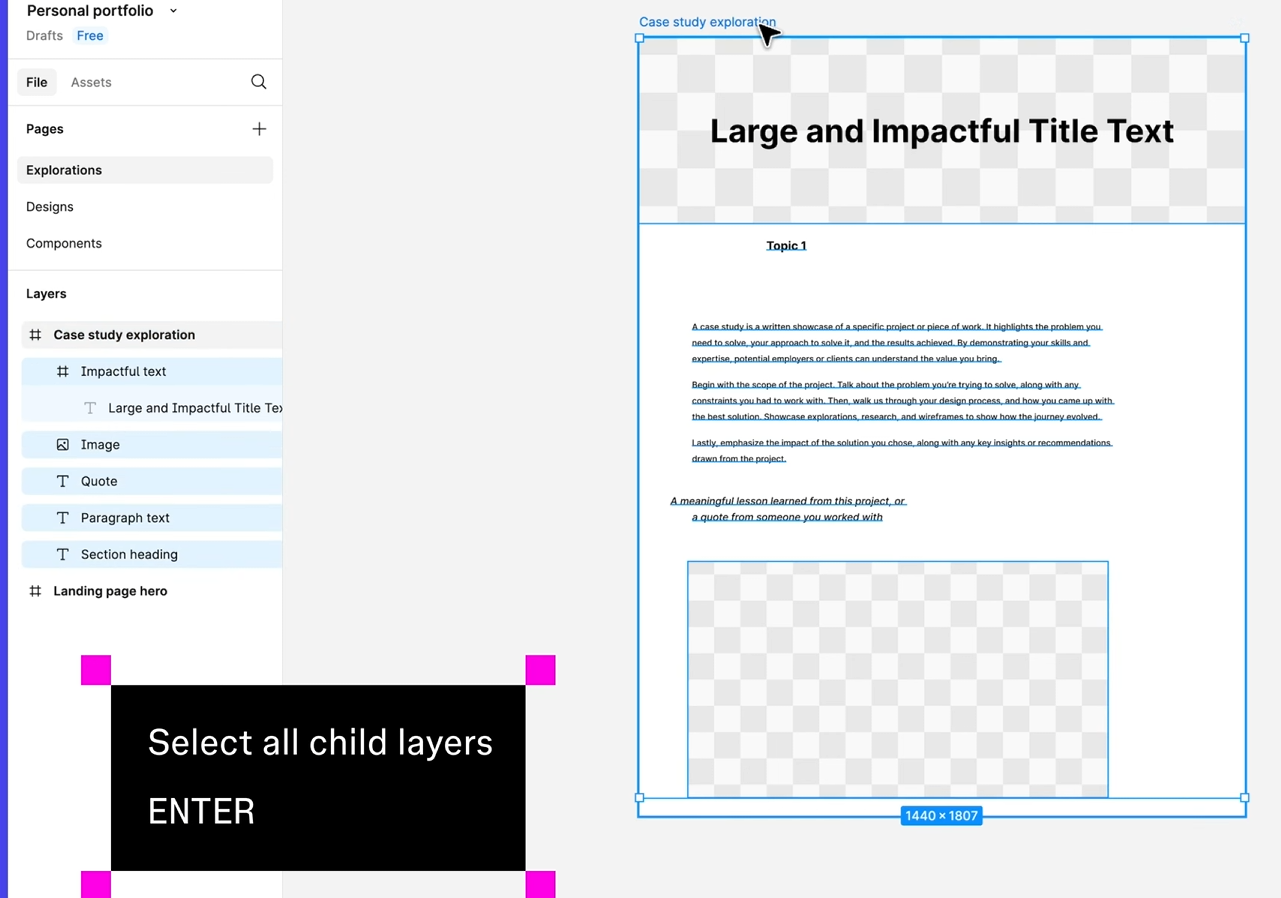 Personal portfolio
Drafts Free
File Assets
Pages
Explorations
Designs
Components
Layers
Case study exploration
Impactful text
Large and Impactful Title Tex
Image
Quote
Paragraph text
Section heading
Landing page hero
Select all child layers
ENTER
Case study exploration
Large and Impactful Title Text
Topic 1
A case study is a written showcase of a specific project or piece of work. It highlights the problem you
need to solve, your approach to solve it, and the results achieved. By demonstrating your skills and
expertise, potential employers or clients can understand the value you bring.
Begin with the scope of the project. Talk about the problem you're trying to solve, along with any
constraints you had to work with. Then, walk us through your design process, and how you came up with
the best solution. Showcase explorations, research, and wireframes to show how the journey evolved.
Lastly, emphasize the impact of the solution you chose, along with any key insights or recommendations
drawn from the project.
A meaningful lesson learned from this project, or
a quote from someone you worked with
1440 × 1807